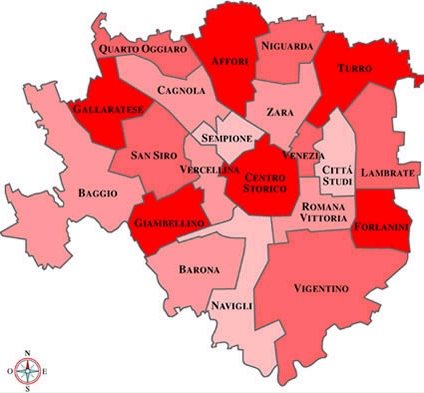 QUARTO OGGIARO
AFFORI
NIGUARDA
TURRO
CAGNOLA
GALLARATESE
ZARA
SEMPIONE
SAN SIRO
VERCELLINA
VENEZIA
CITTÁ
STUDI
LAMBRATE
CENTRO
STORICO
BAGGIO
ROMANA
VITTORIA
GIAMBELLINO
FORLANINI
BARONA
VIGENTINO
NAVIGLI
N
O E
S